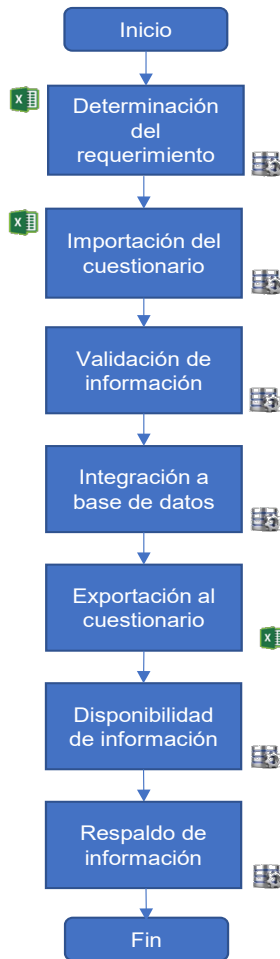 Inicio
Determinación
del
requerimiento
Importación del
cuestionario
Validación de
información
Integración a
base de datos
Exportación al
cuestionario
Disponibilidad
de información
Respaldo de
información
Fin